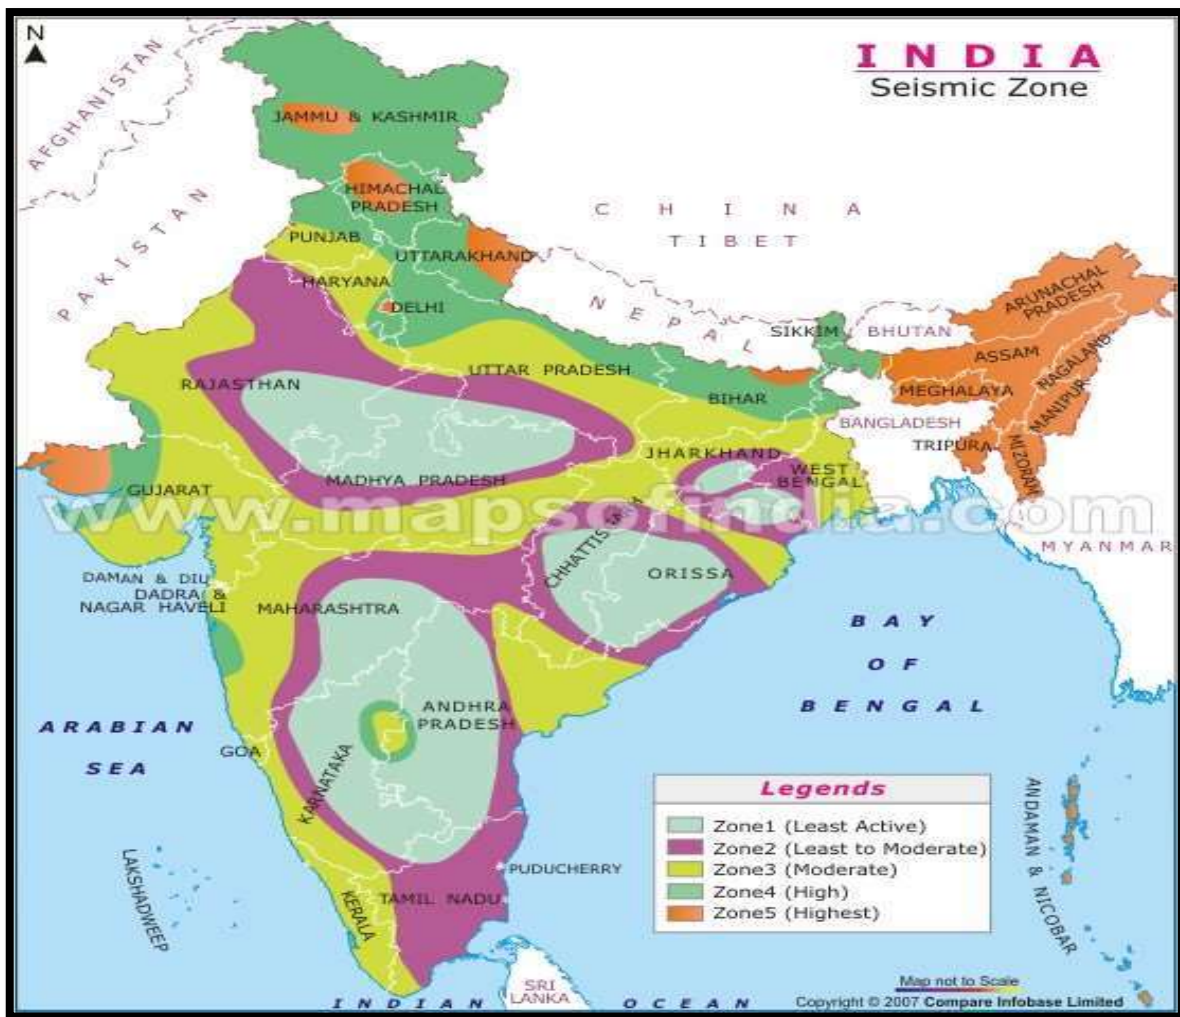 N
INDIA
Seismic Zone
AFGHANISTAN
PAKISTAN
JAMMU & KASHMIR
HIMACHAL
PRADESH
PUNJAB
UTTARAKHAND
HARYANA
DELHI
CHINA
TIBET
NEPAL
SIKKIM
BHUTAN
ARUNACHAL
PRADESH
ASSAM
NAGALAND
MEGHALAYA
MANIPUR
BANGLADESH
TRIPURA
MIZORAM
MYANMAR
RAJASTHAN
UTTAR PRADESH
BIHAR
JHARKHAND
WEST
BENGAL
GUJARAT
MADHYA PRADESH
www.mapsofindia.com
CHHATTISGARH
ORISSA
DAMAN & DIU
DADRA &
NAGAR HAVELI
MAHARASHTRA
BAY
OF
BENGAL
ARABIAN
SEA
GOA
ANDHRA
PRADESH
KARNATAKA
PUDUCHERRY
TAMIL NADU
KERALA
LAKSHADWEEP
ANDAMAN & NICOBAR
Legends
Zone1 (Least Active)
Zone2 (Least to Moderate)
Zone3 (Moderate)
Zone4 (High)
Zone5 (Highest)
SRI
LANKA
INDIAN OCEAN
Map not to Scale
Copyright © 2007 Compare Infobase Limited